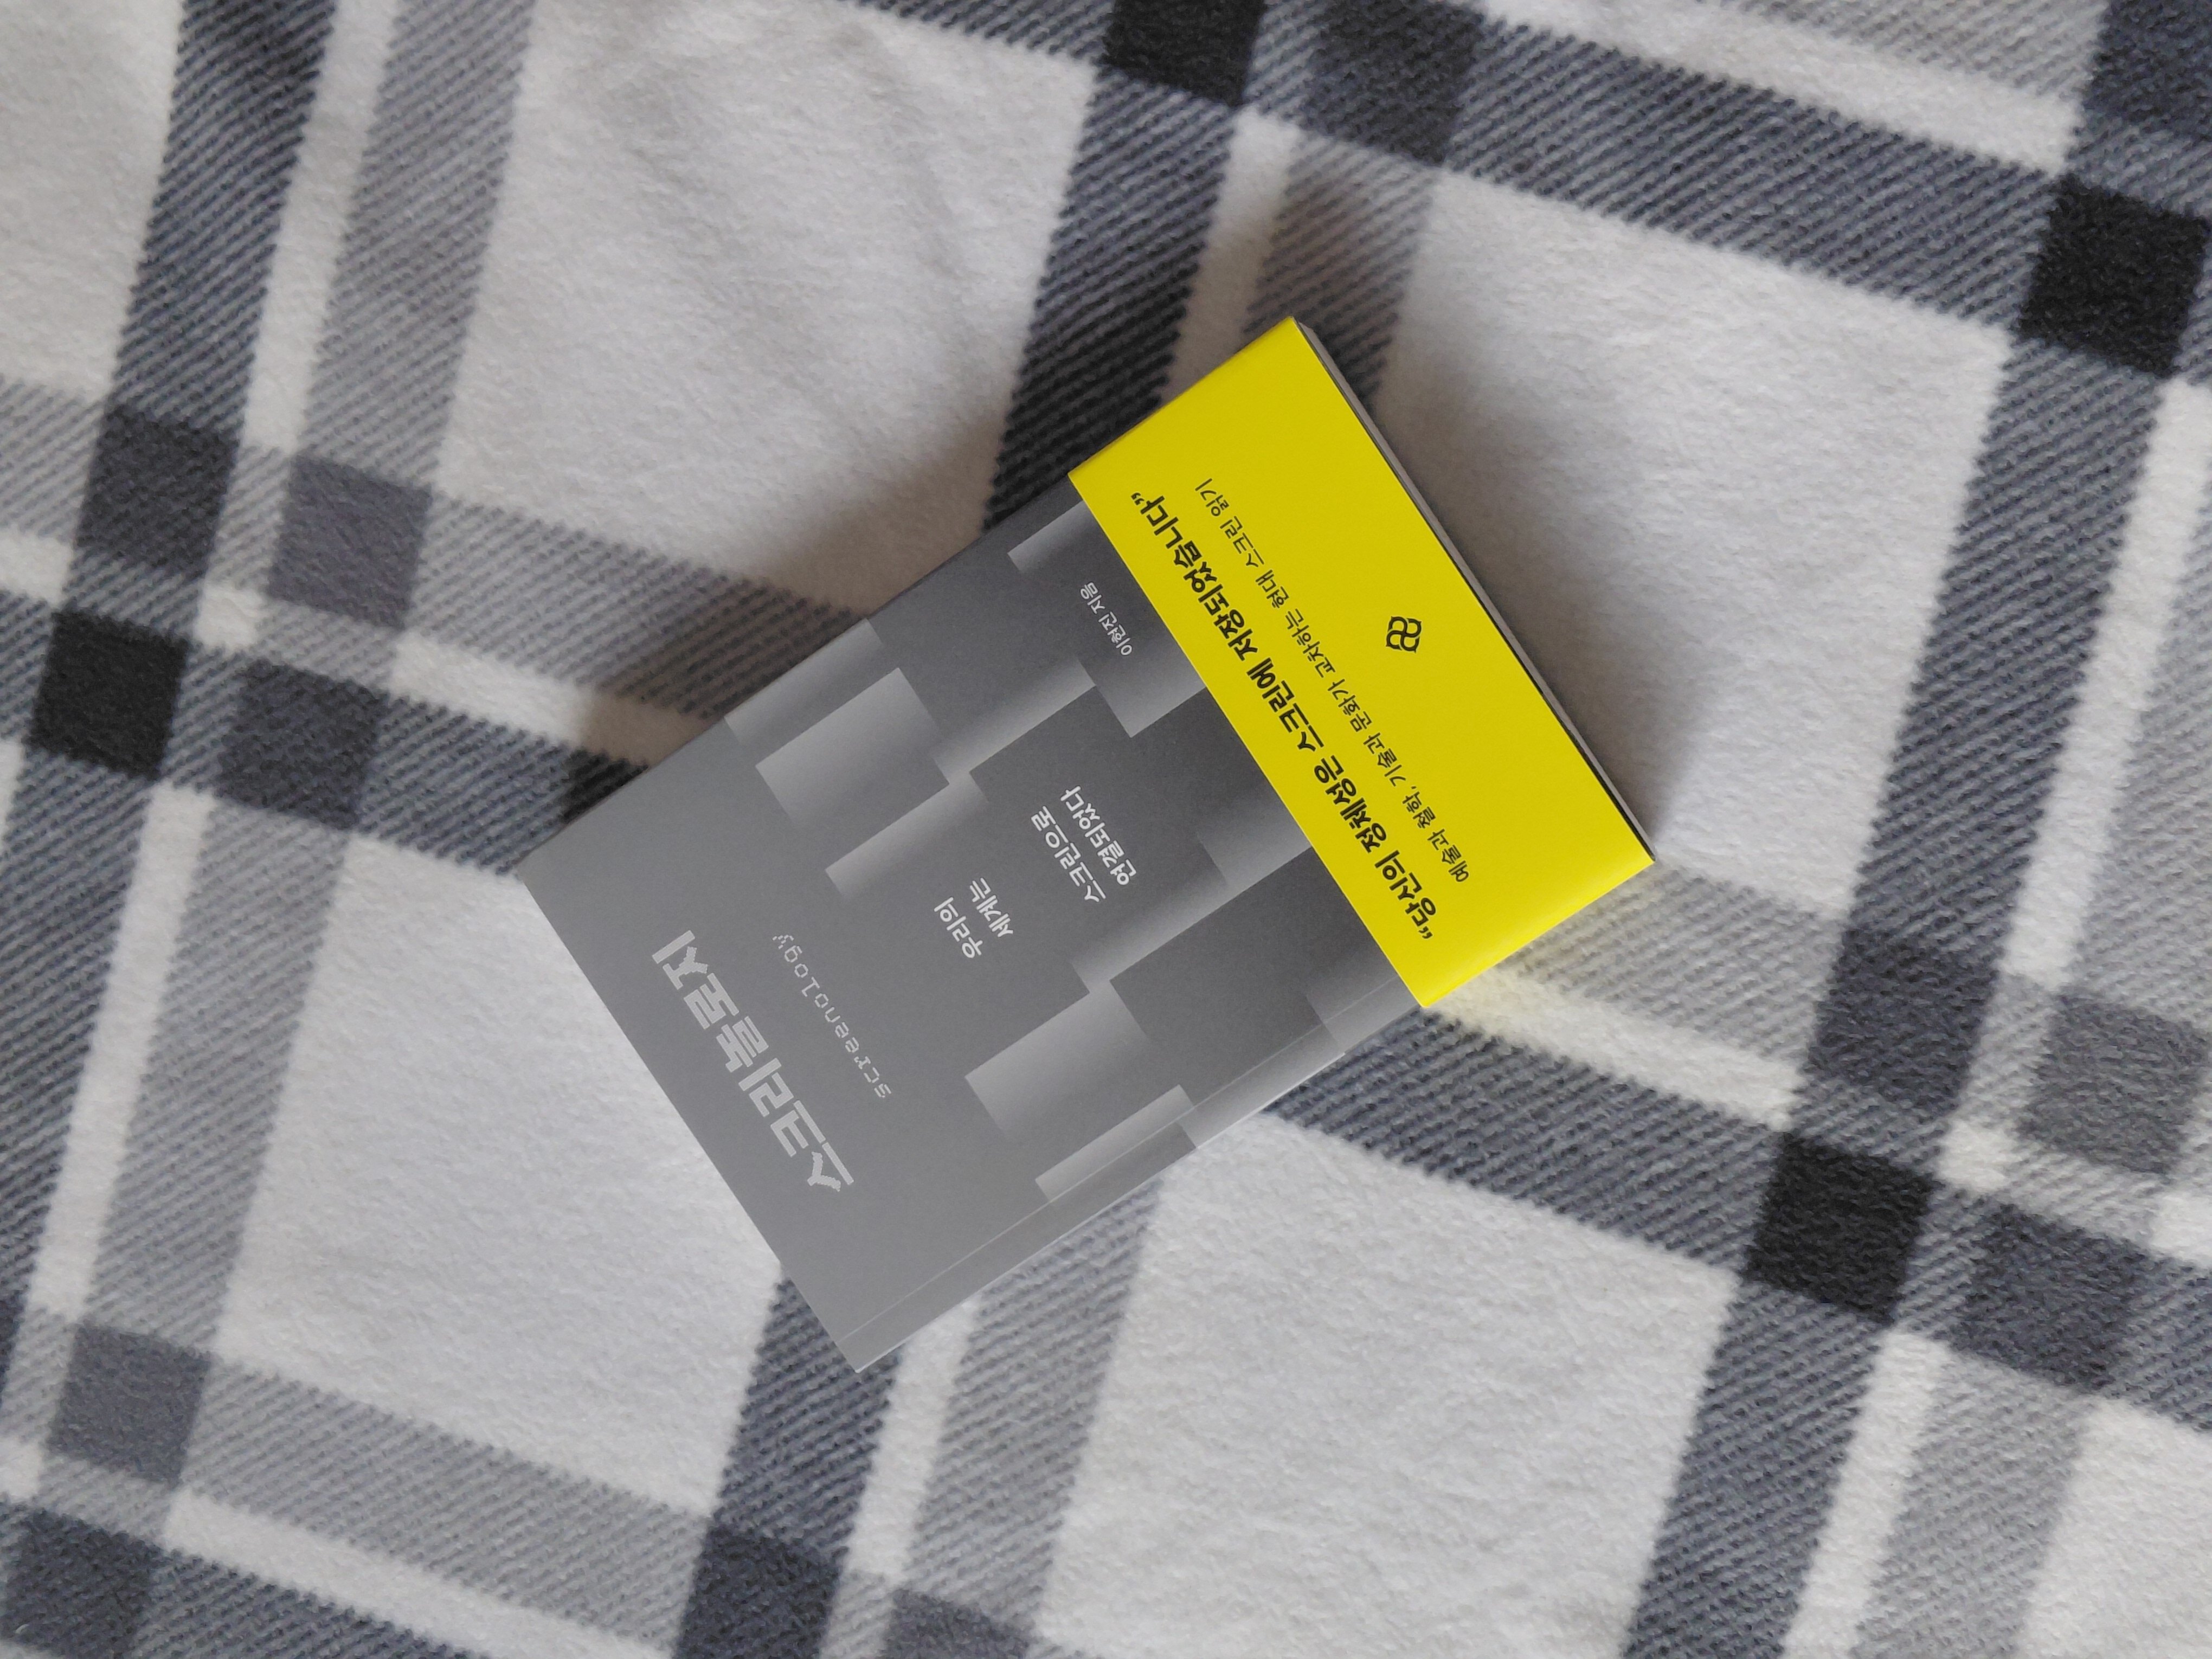 스크리놀로지
screenology
우리의
세계는
스크린으로
연결되었다
이현진 지음
“당신의 정체성은 스크린에 저장되었습니다”
예술과 철학, 기술과 문화가 교차하는 현대 스크린 읽기